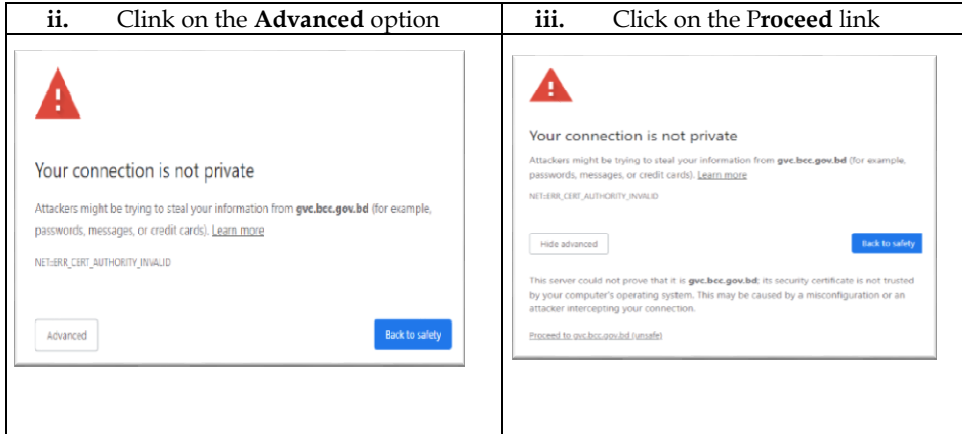 ii. Clink on the Advanced option
Your connection is not private
Attackers might be trying to steal your information from gvc.bcc.gov.bd (for example,
passwords, messages, or credit cards). Learn more
NET::ERR_CERT_AUTHORITY_INVALID
Advanced
Back to safety
iii. Click on the Proceed link
Your connection is not private
Attackers might be trying to steal your information from gvc.bcc.gov.bd (for example,
passwords, messages, or credit cards). Learn more
NET::ERR_CERT_AUTHORITY_INVALID
Hide advanced
Back to safety
This server could not prove that it is gvc.bcc.gov.bd; its security certificate is not trusted
by your computer's operating system. This may be caused by a misconfiguration or an
attacker intercepting your connection.
Proceed to gvc.bcc.gov.bd (unsafe)